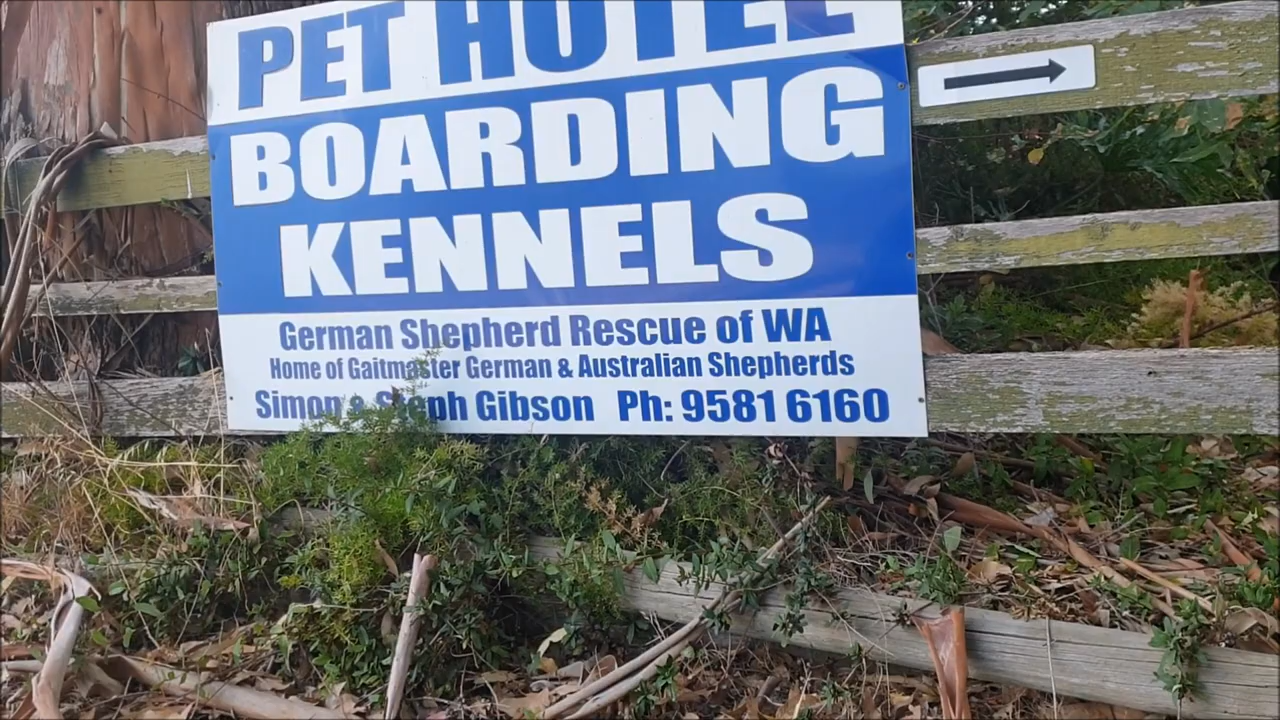 PET HOTEL
BOARDING
KENNELS
German Shepherd Rescue of WA
Home of Gaitmaster German & Australian Shepherds
Simon & Steph Gibson Ph: 9581 6160